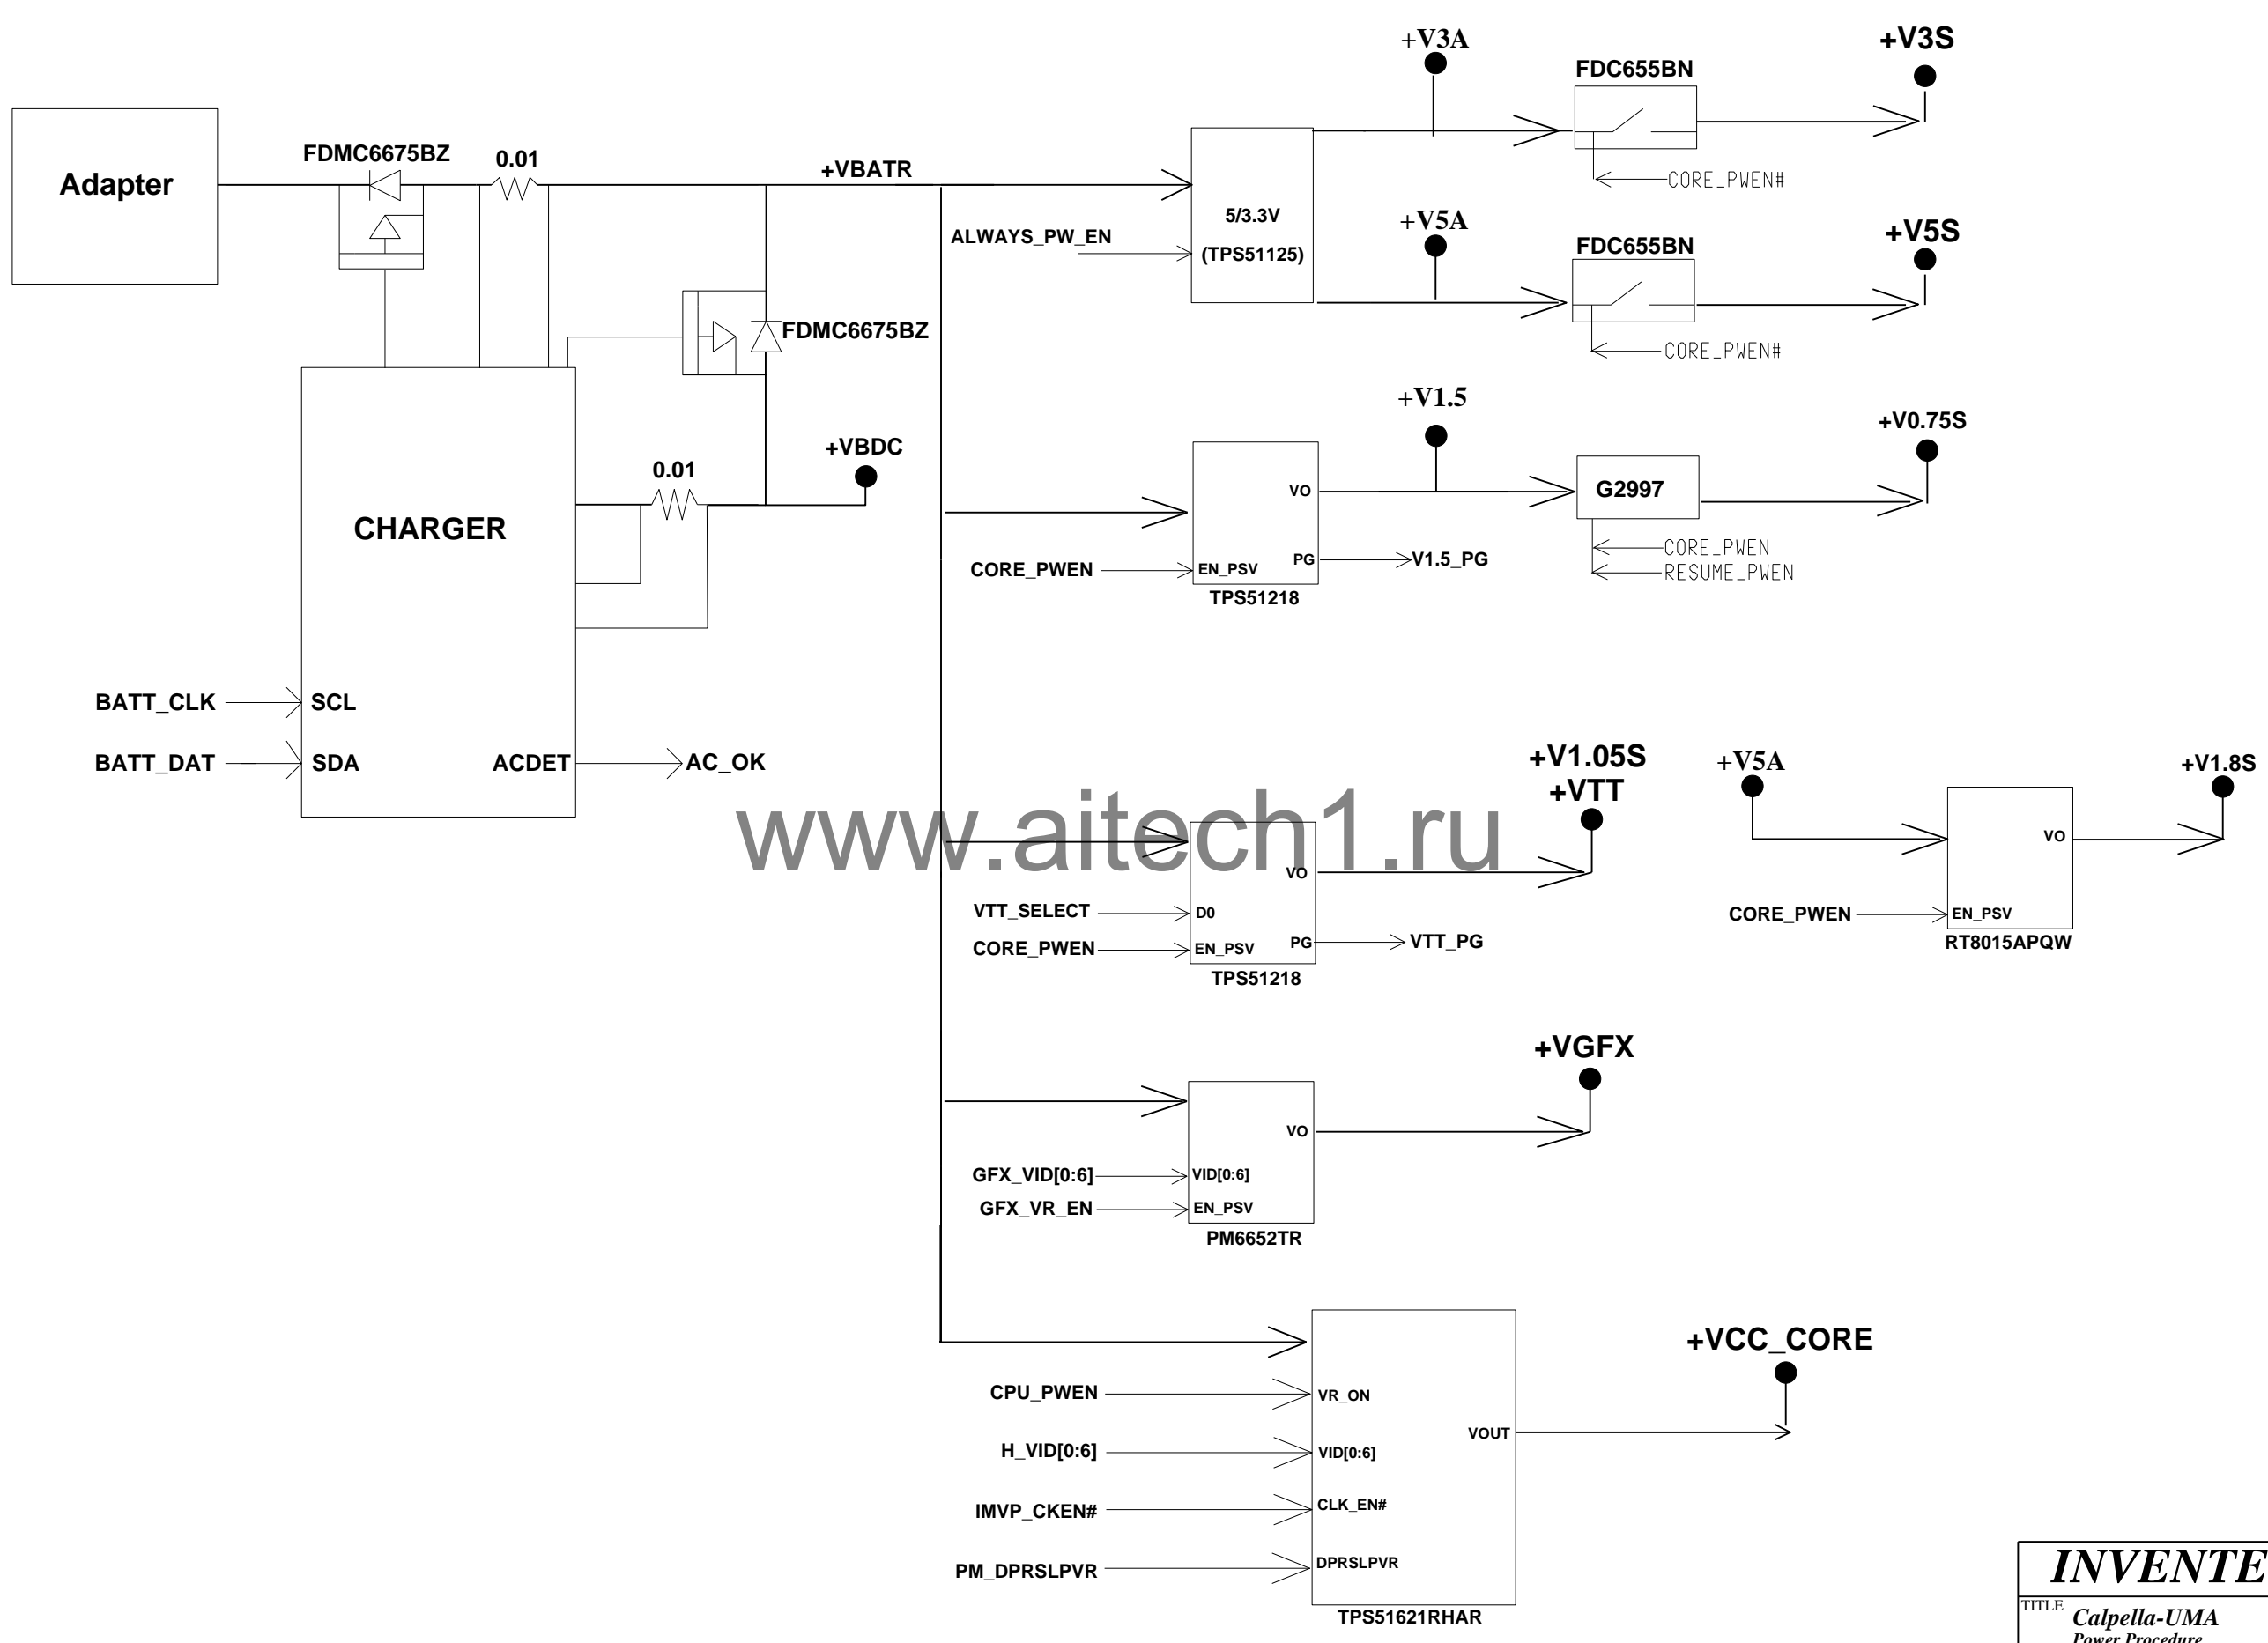 +V3A
+V3S
FDC655BN
Adapter
FDMC6675BZ
0.01
+VBATR
CORE_PWEN#
5/3.3V
(TPS51125)
ALWAYS_PW_EN
+V5A
FDC655BN
+V5S
FDMC6675BZ
CORE_PWEN#
+V1.5
+V0.75S
+VBDC
0.01
CHARGER
VO
G2997
CORE_PWEN
EN_PSV
PG
V1.5_PG
TPS51218
CORE_PWEN
RESUME_PWEN
BATT_CLK
SCL
BATT_DAT
SDA
ACDET
AC_OK
+V1.05S
+VTT
+V5A
+V1.8S
www.aitech1.ru
VO
VO
VTT_SELECT
D0
CORE_PWEN
EN_PSV
PG
VTT_PG
TPS51218
CORE_PWEN
EN_PSV
RT8015APQW
+VGFX
VO
GFX_VID[0:6]
VID[0:6]
GFX_VR_EN
EN_PSV
PM6652TR
+VCC_CORE
CPU_PWEN
VR_ON
VOUT
H_VID[0:6]
VID[0:6]
IMVP_CKEN#
CLK_EN#
PM_DPRSLPVR
DPRSLPVR
TPS51621RHAR
INVENTE
TITLE
Calpella-UMA
Power Procedure